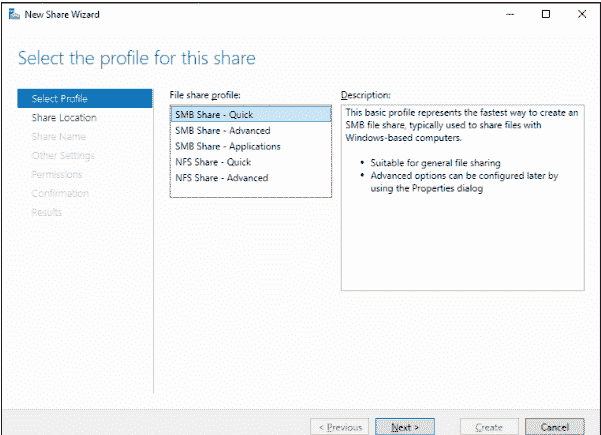 New Share Wizard
Select the profile for this share
Select Profile
Share Location
Share Name
Other Settings
Permissions
Confirmation
Results
File share profile:
SMB Share - Quick
SMB Share - Advanced
SMB Share - Applications
NFS Share - Quick
NFS Share - Advanced
Description:
This basic profile represents the fastest way to create an
SMB file share, typically used to share files with
Windows-based computers.
• Suitable for general file sharing
• Advanced options can be configured later by
using the Properties dialog
< Previous
Next >
Create
Cancel